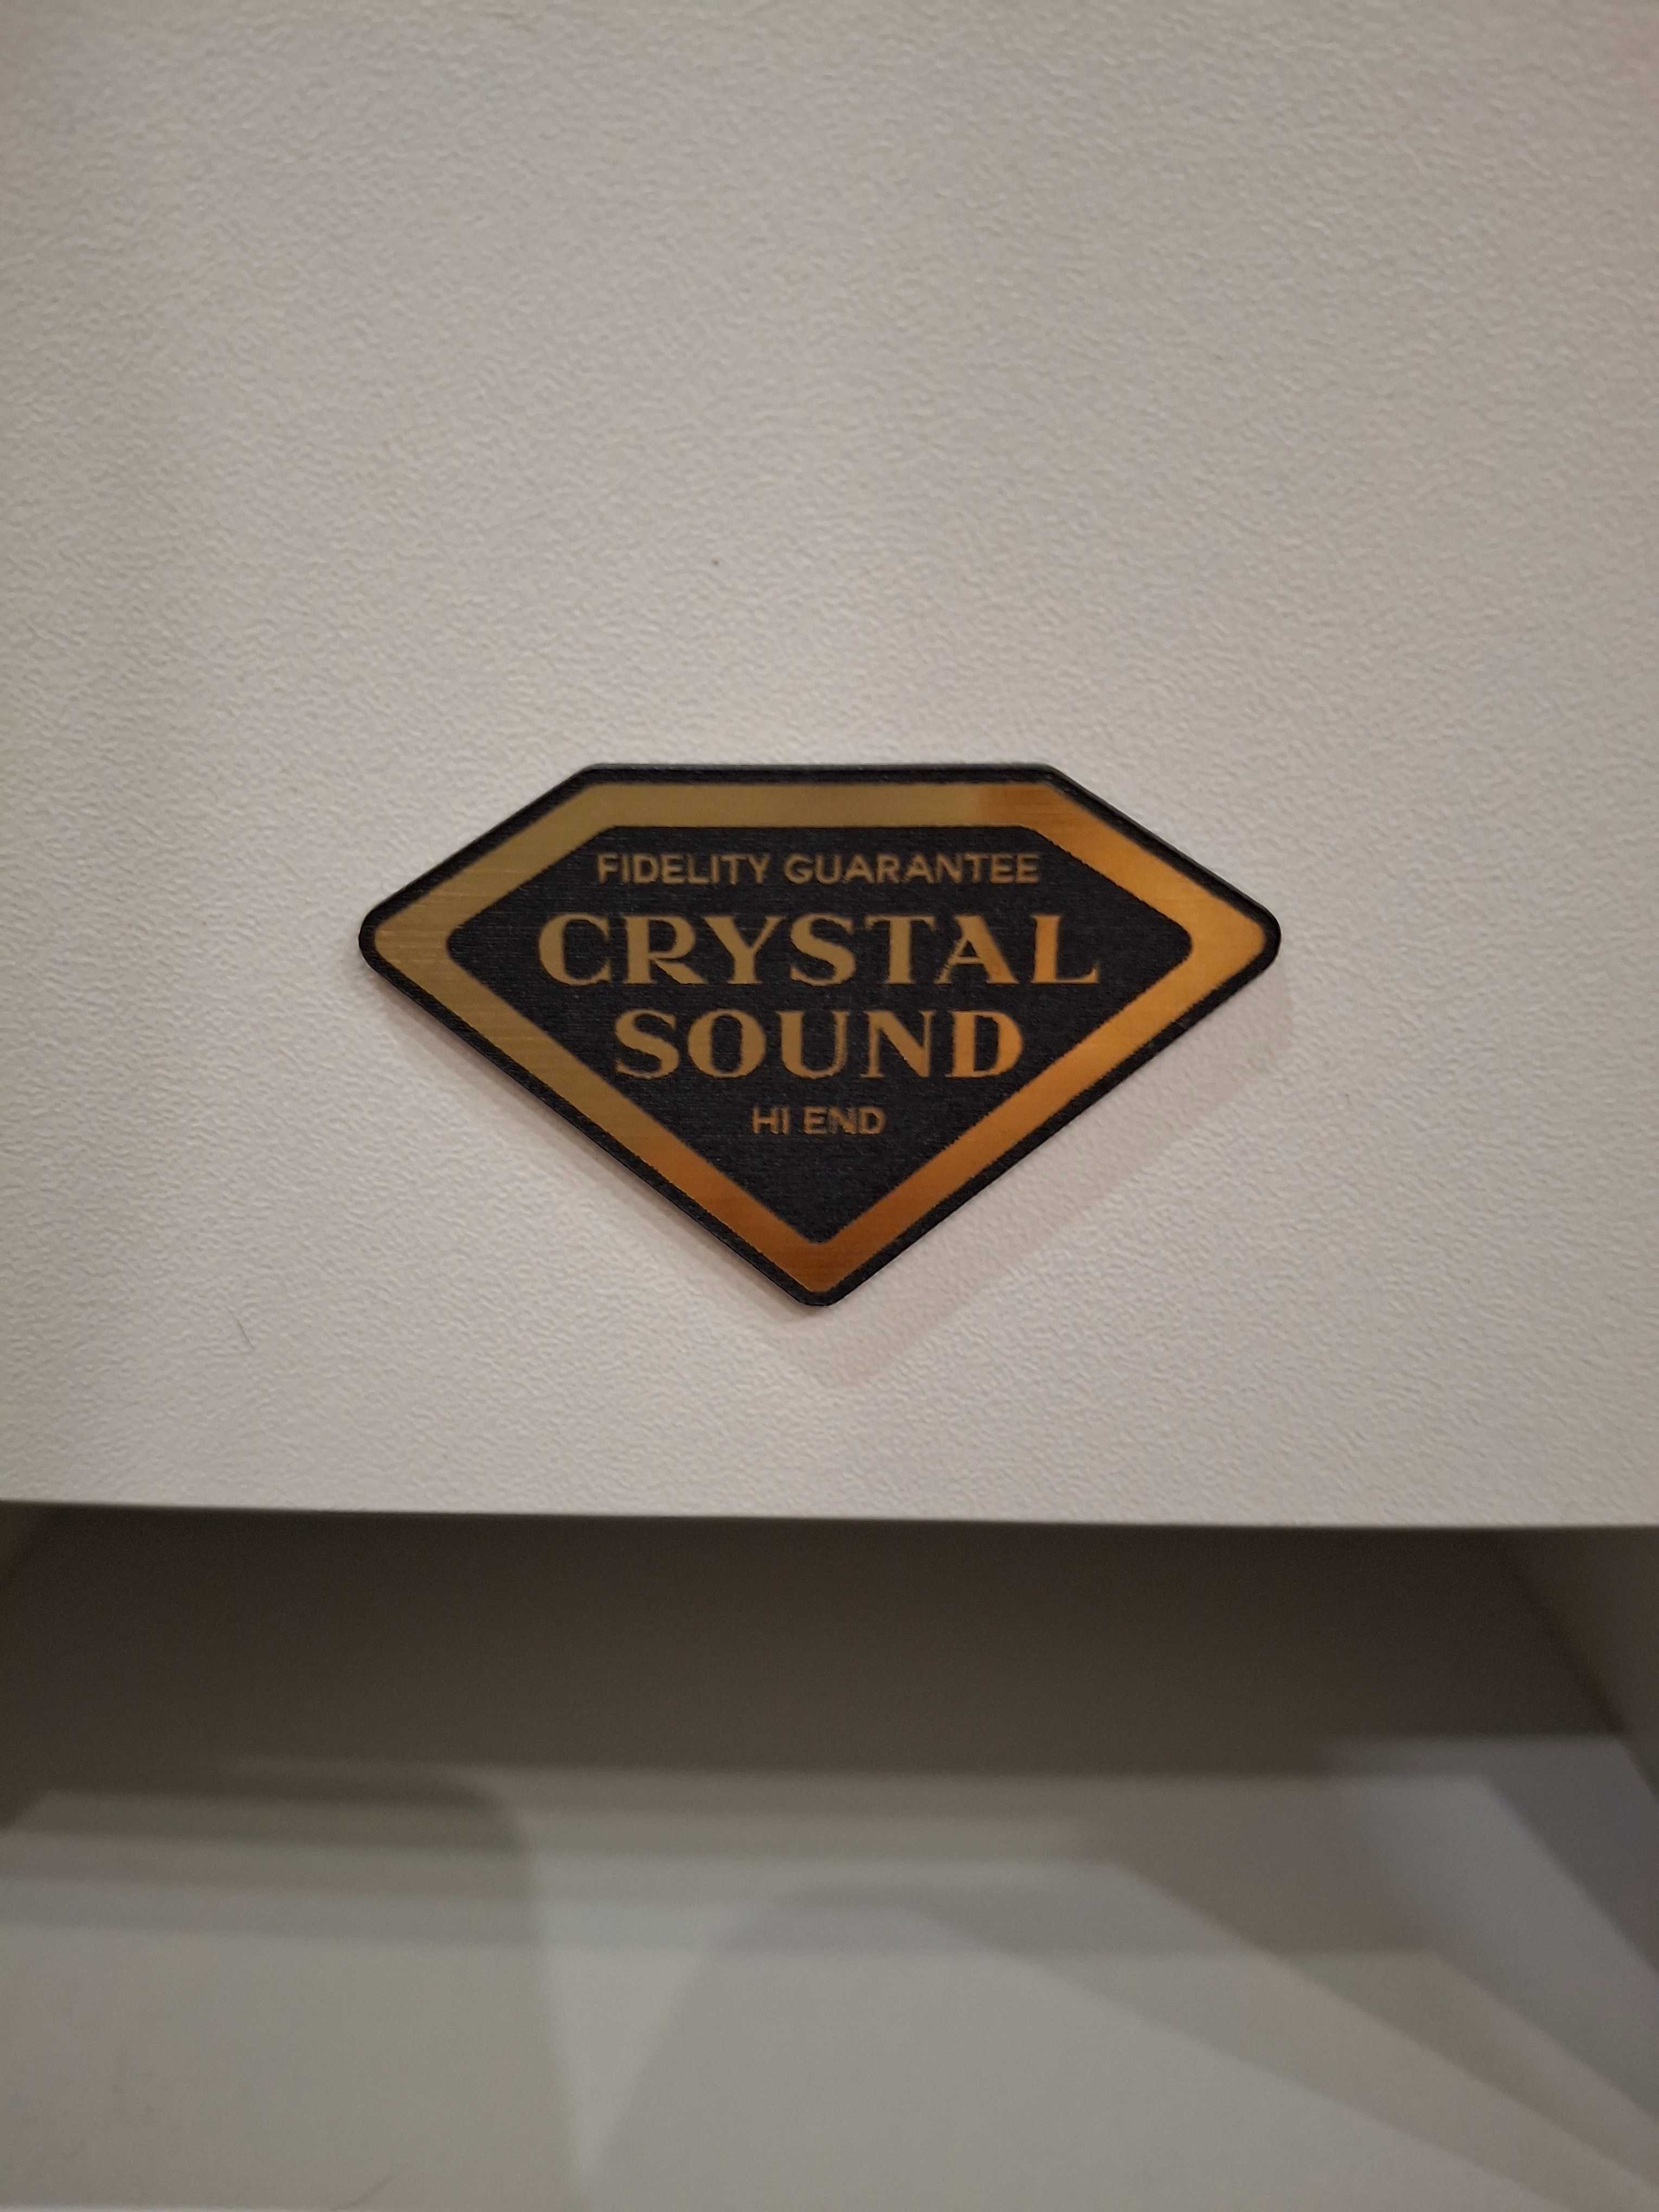 FIDELITY GUARANTEE
CRYSTAL
SOUND
HI END